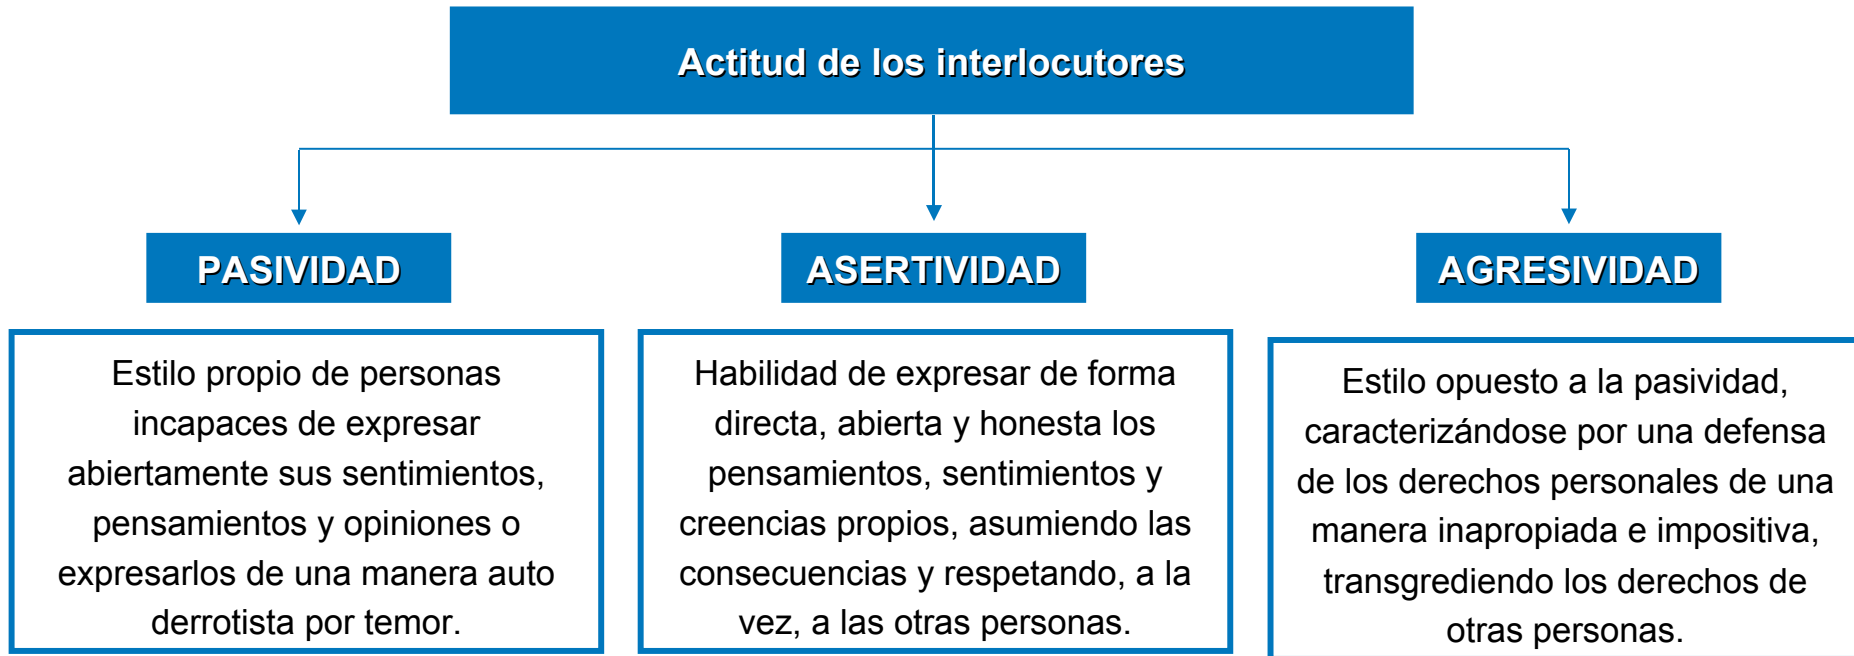 Actitud de los interlocutores
PASIVIDAD
Estilo propio de personas
incapaces de expresar
abiertamente sus sentimientos,
pensamientos y opiniones o
expresarlos de una manera auto
derrotista por temor.
ASERTIVIDAD
Habilidad de expresar de forma
directa, abierta y honesta los
pensamientos, sentimientos y
creencias propios, asumiendo las
consecuencias y respetando, a la
vez, a las otras personas.
AGRESIVIDAD
Estilo opuesto a la pasividad,
caracterizándose por una defensa
de los derechos personales de una
manera inapropiada e impositiva,
transgrediendo los derechos de
otras personas.